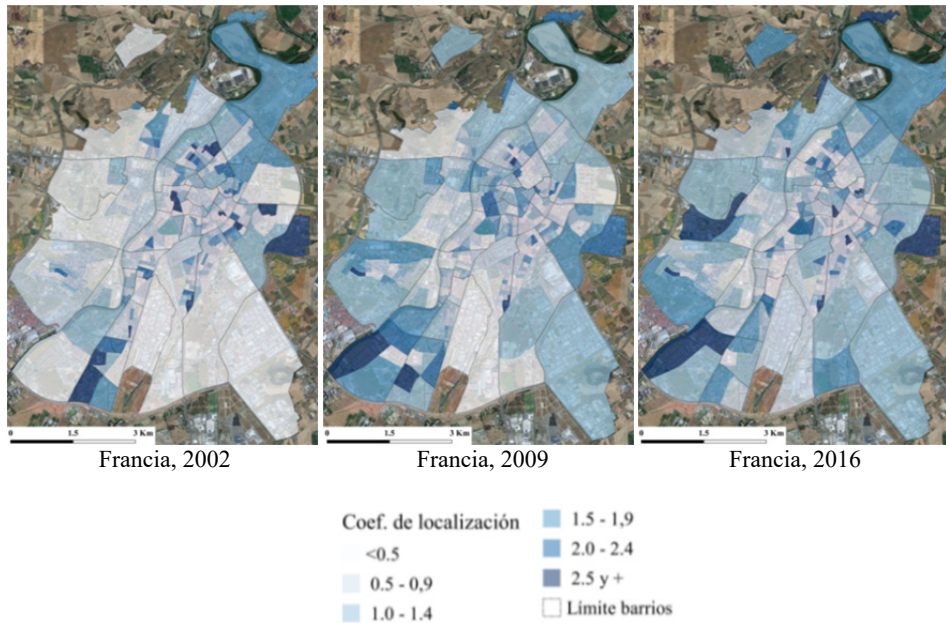 0 1.5 3 Km
0 1.5 3 Km
0 1.5 3 Km
Francia, 2002
Francia, 2009
Francia, 2016
Coef. de localización
<0.5
0.5 - 0,9
1.0 - 1.4
1.5 - 1,9
2.0 - 2.4
2.5 y +
Límite barrios